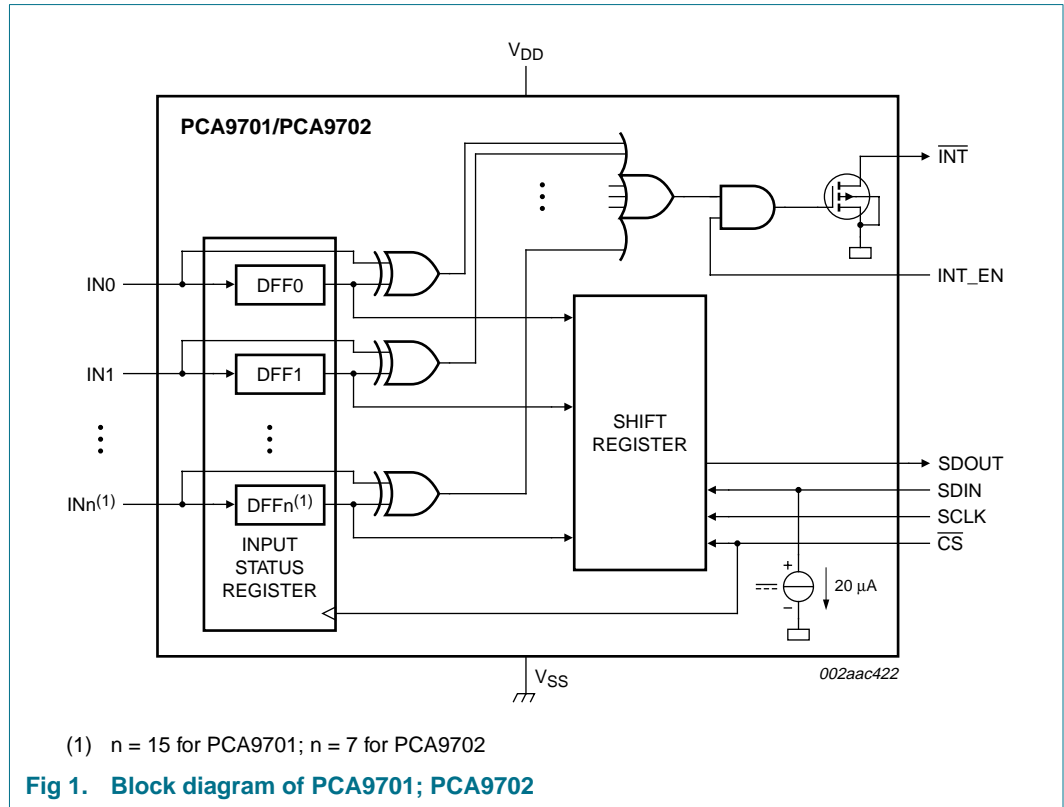 V_DD
PCA9701/PCA9702
INT
INT_EN
IN0
DFF0
IN1
DFF1
INn(1)
DFFn(1)
INPUT
STATUS
REGISTER
SHIFT
REGISTER
SDOUT
SDIN
SCLK
CS
+
−
20 μA
V_SS
002aac422
(1) n = 15 for PCA9701; n = 7 for PCA9702
Fig 1. Block diagram of PCA9701; PCA9702